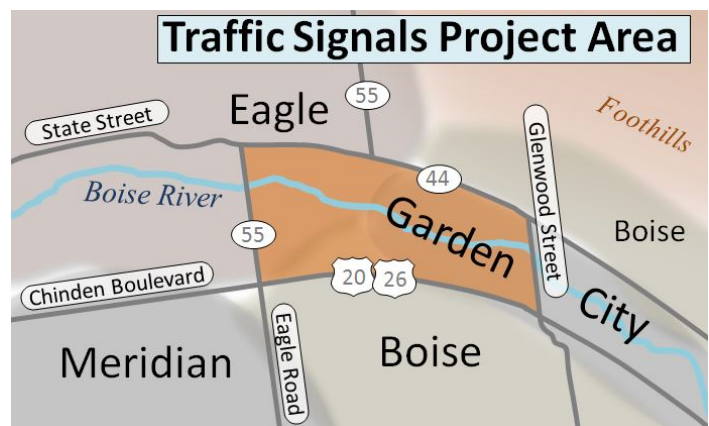 Traffic Signals Project Area
State Street
Eagle
55
Foothills
Glenwood Street
44
Boise River
Garden
Boise
55
20
26
Chinden Boulevard
City
Eagle Road
Meridian
Boise